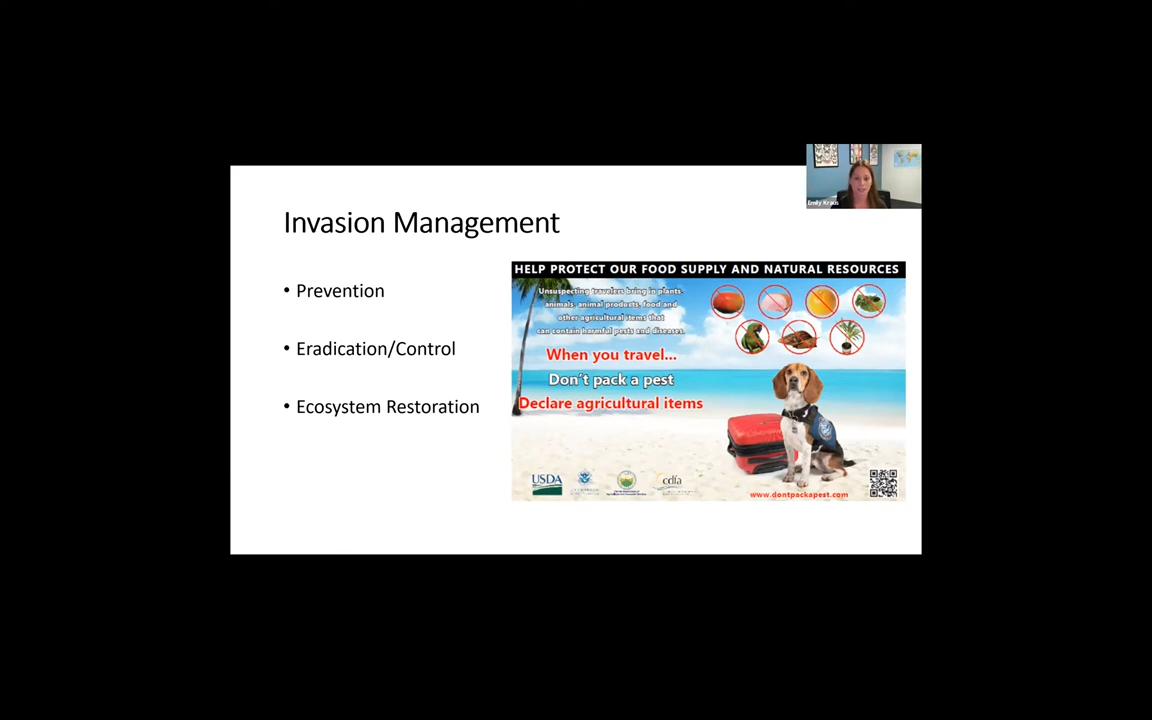 Emily Kraus
Invasion Management
• Prevention
• Eradication/Control
• Ecosystem Restoration
HELP PROTECT OUR FOOD SUPPLY AND NATURAL RESOURCES
Unsuspecting travelers bring in plants,
animals, animal products, food and
other agricultural items that
can contain harmful pests and diseases.
When you travel...
Don't pack a pest
Declare agricultural items
USDA
cdfa
www.dontpackapest.com